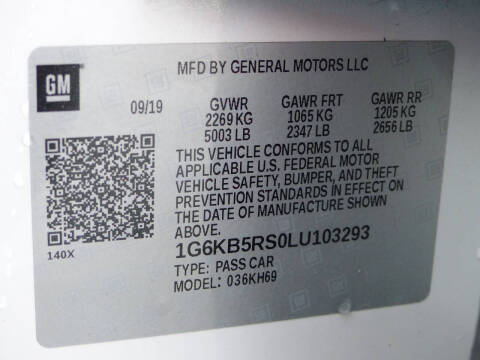 GM
MFD BY GENERAL MOTORS LLC
09/19 GVWR GAWR FRT GAWR RR
2269 KG 1065 KG 1205 KG
5003 LB 2347 LB 2656 LB
THIS VEHICLE CONFORMS TO ALL
APPLICABLE U.S. FEDERAL MOTOR
VEHICLE SAFETY, BUMPER, AND THEFT
PREVENTION STANDARDS IN EFFECT ON
THE DATE OF MANUFACTURE SHOWN
ABOVE.
140X
1G6KB5RS0LU103293
TYPE: PASS CAR
MODEL: 036KH69